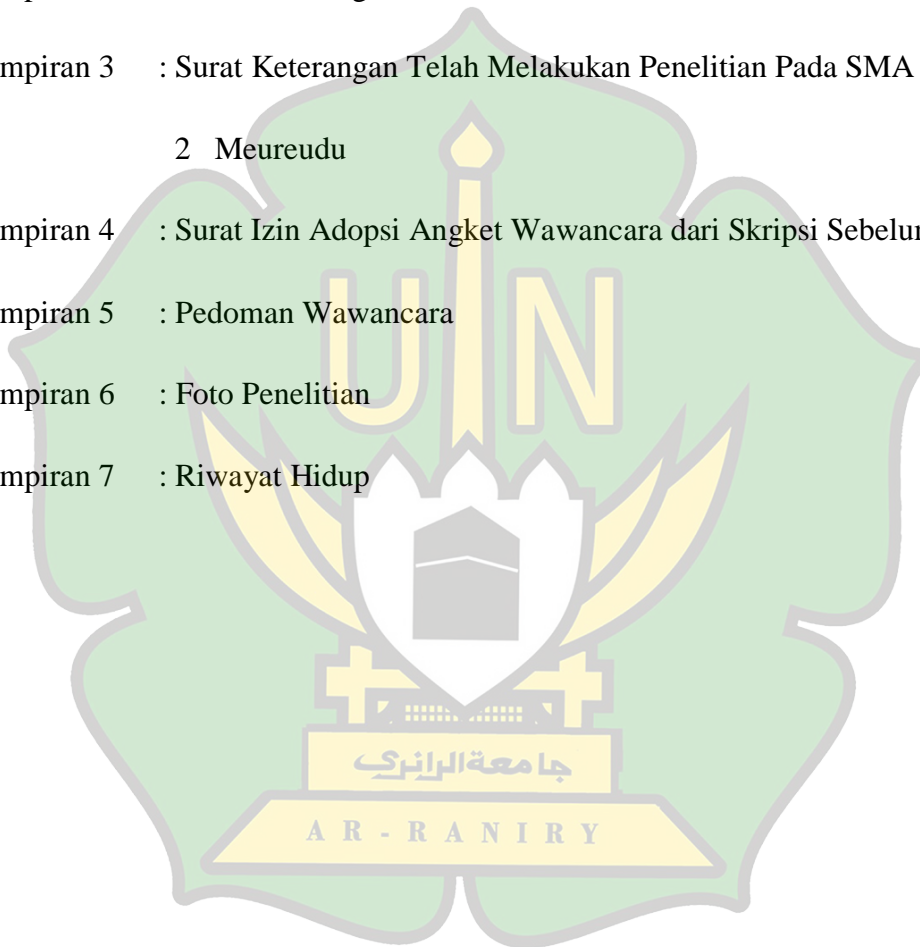 mpiran 3 : Surat Keterangan Telah Melakukan Penelitian Pada SMA
2 Meureudu
mpiran 4 : Surat Izin Adopsi Angket Wawancara dari Skripsi
mpiran 5 : Pedoman Wawancara
mpiran 6 : Foto Penelitian
mpiran 7 : Riwayat Hidup
UIN
جامعةالرانري
AR-RANIRY